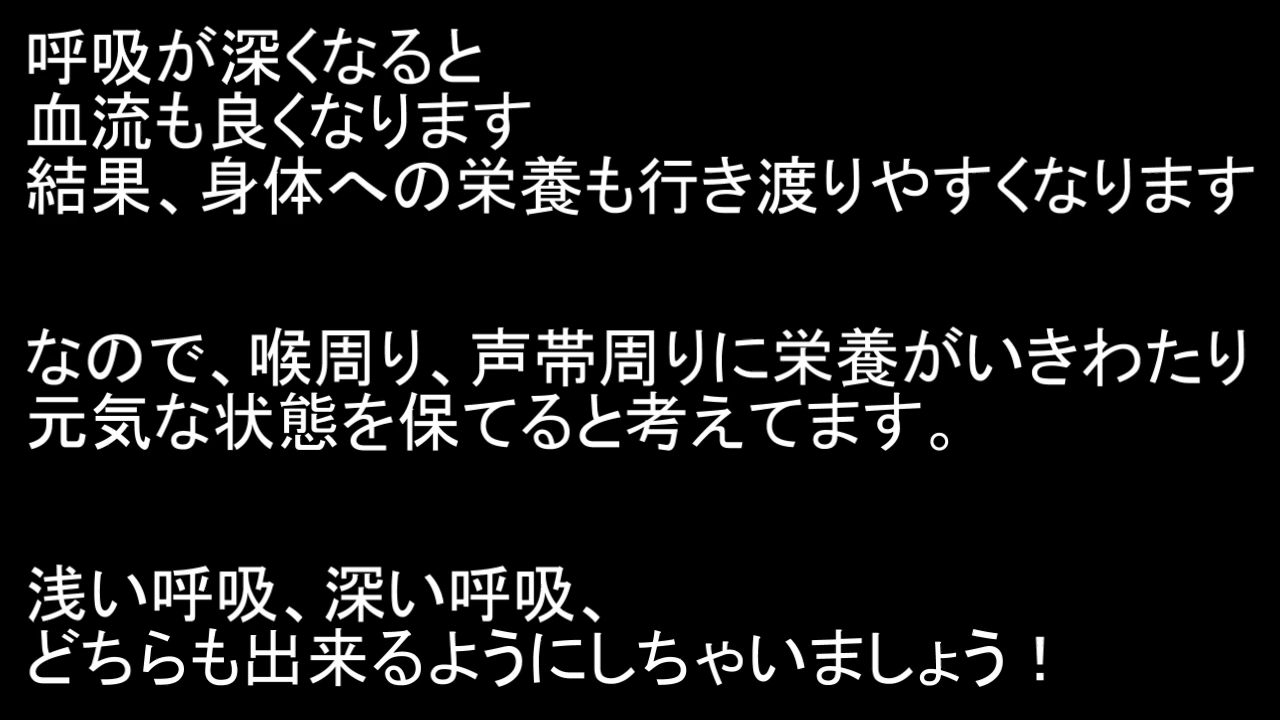 呼吸が深くなると
血流も良くなります
結果、身体への栄養も行き渡りやすくなります
なので、喉周り、声帯周りに栄養がいきわたり
元気な状態を保てると考えてます。
浅い呼吸、深い呼吸、
どちらも出来るようにしちゃいましょう！